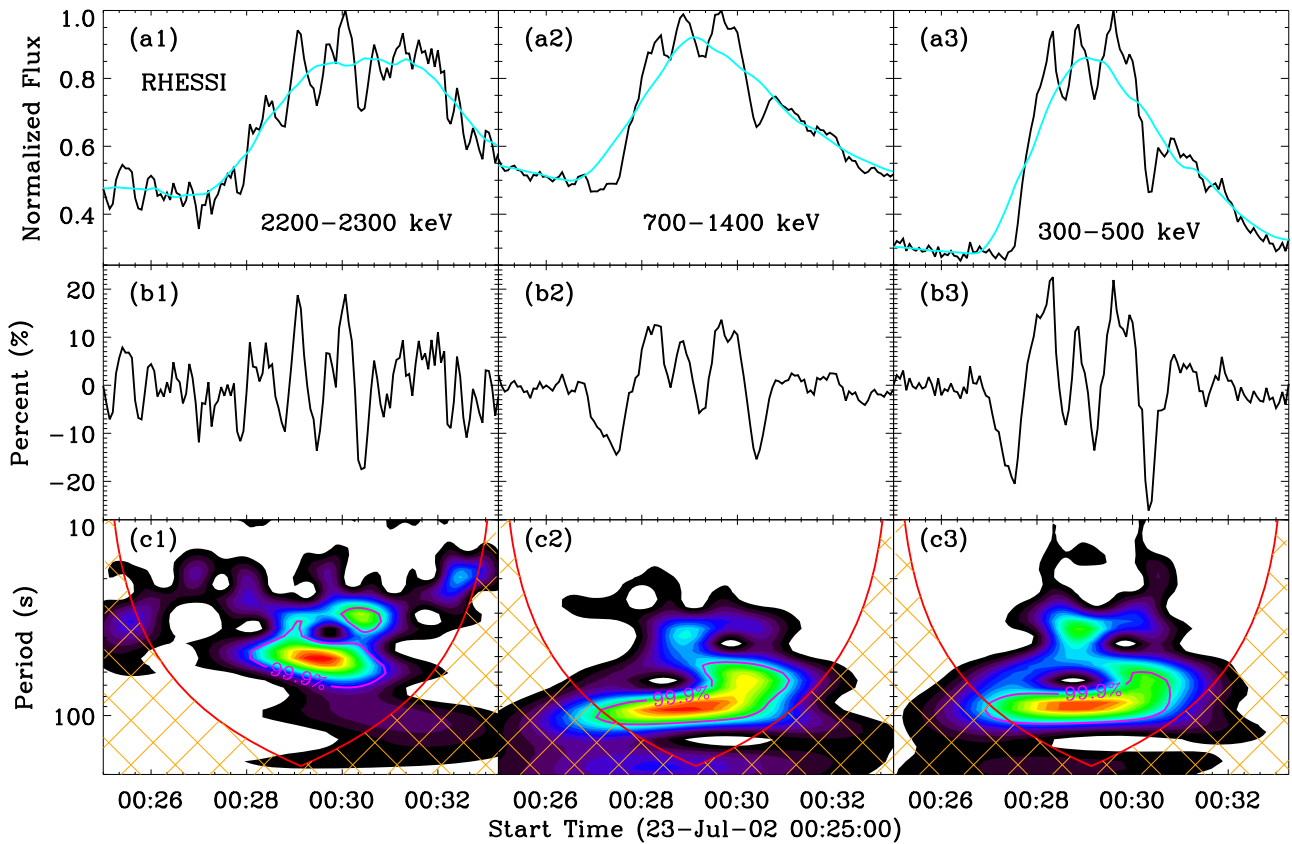 (a1) (a2) (a3)
RHESSI
2200−2300 keV 700−1400 keV 300−500 keV
Normalized Flux
1.0
0.8
0.6
0.4
(b1) (b2) (b3)
Percent (%)
20
10
0
−10
−20
(c1) (c2) (c3)
Period (s)
10
100
99.9% 99.9% 99.9%
00:26 00:28 00:30 00:32 00:26 00:28 00:30 00:32 00:26 00:28 00:30 00:32
Start Time (23−Jul−02 00:25:00)